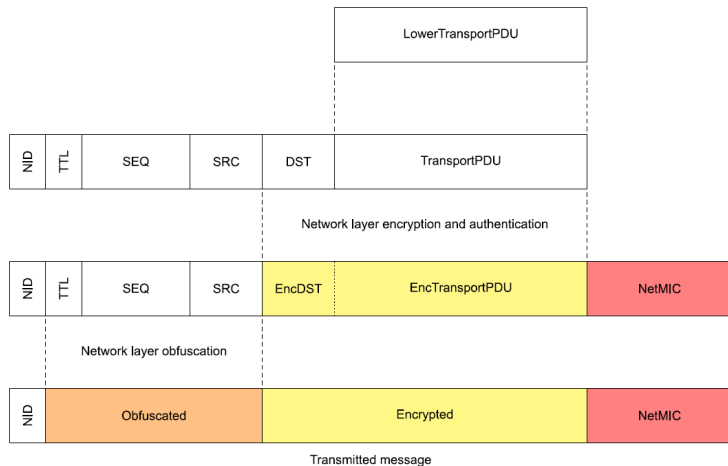 LowerTransportPDU
NID TTL SEQ SRC DST TransportPDU
Network layer encryption and authentication
NID TTL SEQ SRC EncDST EncTransportPDU NetMIC
Network layer obfuscation
NID Obfuscated Encrypted NetMIC
Transmitted message